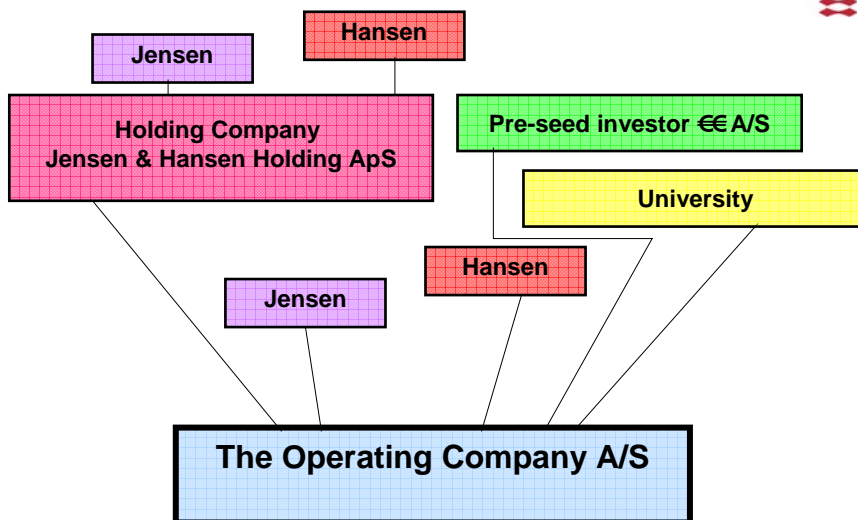 Jensen
Hansen
Holding Company
Jensen & Hansen Holding ApS
Pre-seed investor €€ A/S
University
Hansen
Jensen
The Operating Company A/S